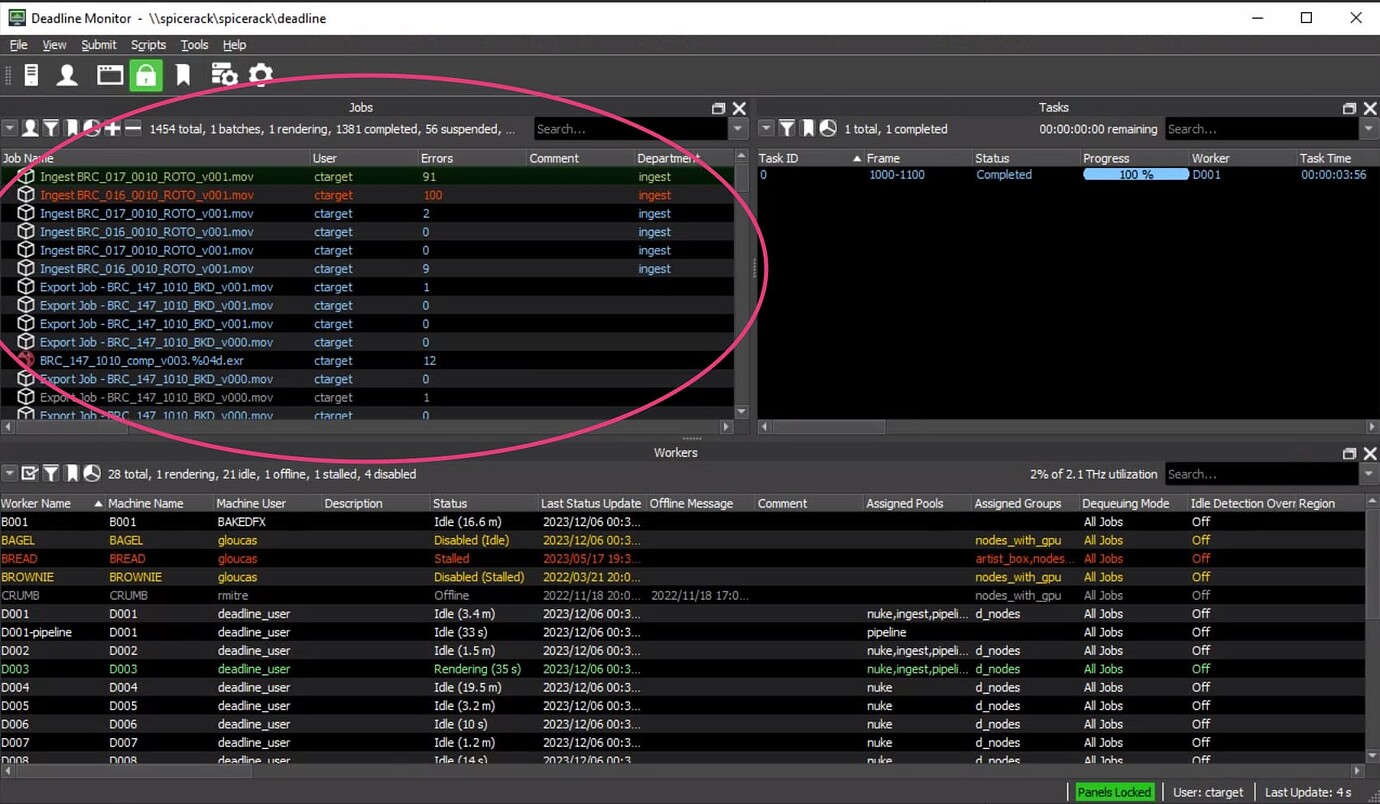 Deadline Monitor - \\spicerack\spicerack\deadline
File View Submit Scripts Tools Help
Jobs
1454 total, 1 batches, 1 rendering, 1381 completed, 56 suspended, ...
Search...
Job Name User Errors Comment Department
Ingest BRC_017_0010_ROTO_v001.mov ctarget 91 ingest
Ingest BRC_016_0010_ROTO_v001.mov ctarget 100 ingest
Ingest BRC_017_0010_ROTO_v001.mov ctarget 2 ingest
Ingest BRC_016_0010_ROTO_v001.mov ctarget 0 ingest
Ingest BRC_017_0010_ROTO_v001.mov ctarget 0 ingest
Ingest BRC_016_0010_ROTO_v001.mov ctarget 9 ingest
Export Job - BRC_147_1010_BKD_v001.mov ctarget 1
Export Job - BRC_147_1010_BKD_v001.mov ctarget 0
Export Job - BRC_147_1010_BKD_v001.mov ctarget 0
Export Job - BRC_147_1010_BKD_v000.mov ctarget 0
BRC_147_1010_comp_v003.%04d.exr ctarget 12
Export Job - BRC_147_1010_BKD_v000.mov ctarget 0
Export Job - BRC_147_1010_BKD_v000.mov ctarget 1
Export Job - BRC_147_1010_BKD_v000.mov ctarget 0
Tasks
1 total, 1 completed 00:00:00:00 remaining Search...
Task ID Frame Status Progress Worker Task Time
0 1000-1100 Completed 100 % D001 00:00:03:56
Workers
28 total, 1 rendering, 21 idle, 1 offline, 1 stalled, 4 disabled 2% of 2.1 THz utilization Search...
Worker Name Machine Name Machine User Description Status Last Status Update Offline Message Comment Assigned Pools Assigned Groups Dequeuing Mode Idle Detection Overr Region
B001 B001 BAKEDFX Idle (16.6 m) 2023/12/06 00:3... All Jobs Off
BAGEL BAGEL gloucas Disabled (Idle) 2023/12/06 00:3... nodes_with_gpu All Jobs Off
BREAD BREAD gloucas Stalled 2023/05/17 19:3... artist_box,nodes... All Jobs Off
BROWNIE BROWNIE gloucas Disabled (Stalled) 2022/03/21 20:0... nodes_with_gpu All Jobs Off
CRUMB CRUMB rmitre Offline 2022/11/18 20:0... 2022/11/18 17:0... nodes_with_gpu All Jobs Off
D001 D001 deadline_user Idle (3.4 m) 2023/12/06 00:3... nuke,ingest,pipeli... d_nodes All Jobs Off
D001-pipeline D001 deadline_user Idle (33 s) 2023/12/06 00:3... pipeline All Jobs Off
D002 D002 deadline_user Idle (1.5 m) 2023/12/06 00:3... nuke,ingest,pipeli... d_nodes All Jobs Off
D003 D003 deadline_user Rendering (35 s) 2023/12/06 00:3... nuke,ingest,pipeli... d_nodes All Jobs Off
D004 D004 deadline_user Idle (19.5 m) 2023/12/06 00:3... nuke d_nodes All Jobs Off
D005 D005 deadline_user Idle (3.2 m) 2023/12/06 00:3... nuke d_nodes All Jobs Off
D006 D006 deadline_user Idle (10 s) 2023/12/06 00:3... nuke d_nodes All Jobs Off
D007 D007 deadline_user Idle (1.2 m) 2023/12/06 00:3... nuke d_nodes All Jobs Off
D008 D008 deadline_user Idle (14 s) 2023/12/06 00:3... nuke d_nodes All Jobs Off
Panels Locked User: ctarget Last Update: 4 s